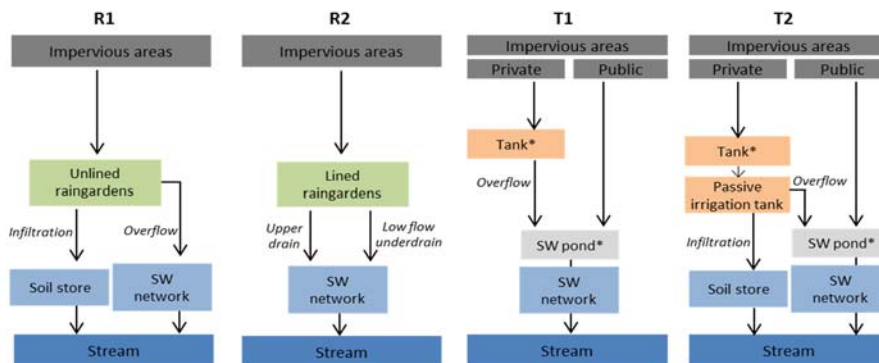 R1
Impervious areas
Unlined
raingardens
Infiltration
Overflow
Soil store
SW
network
Stream
R2
Impervious areas
Lined
raingardens
Upper
drain
Low flow
underdrain
SW
network
Stream
T1
Impervious areas
Private
Public
Tank*
Overflow
SW pond*
SW
network
Stream
T2
Impervious areas
Private
Public
Tank*
Passive
irrigation tank
Overflow
Infiltration
SW pond*
Soil store
SW
network
Stream